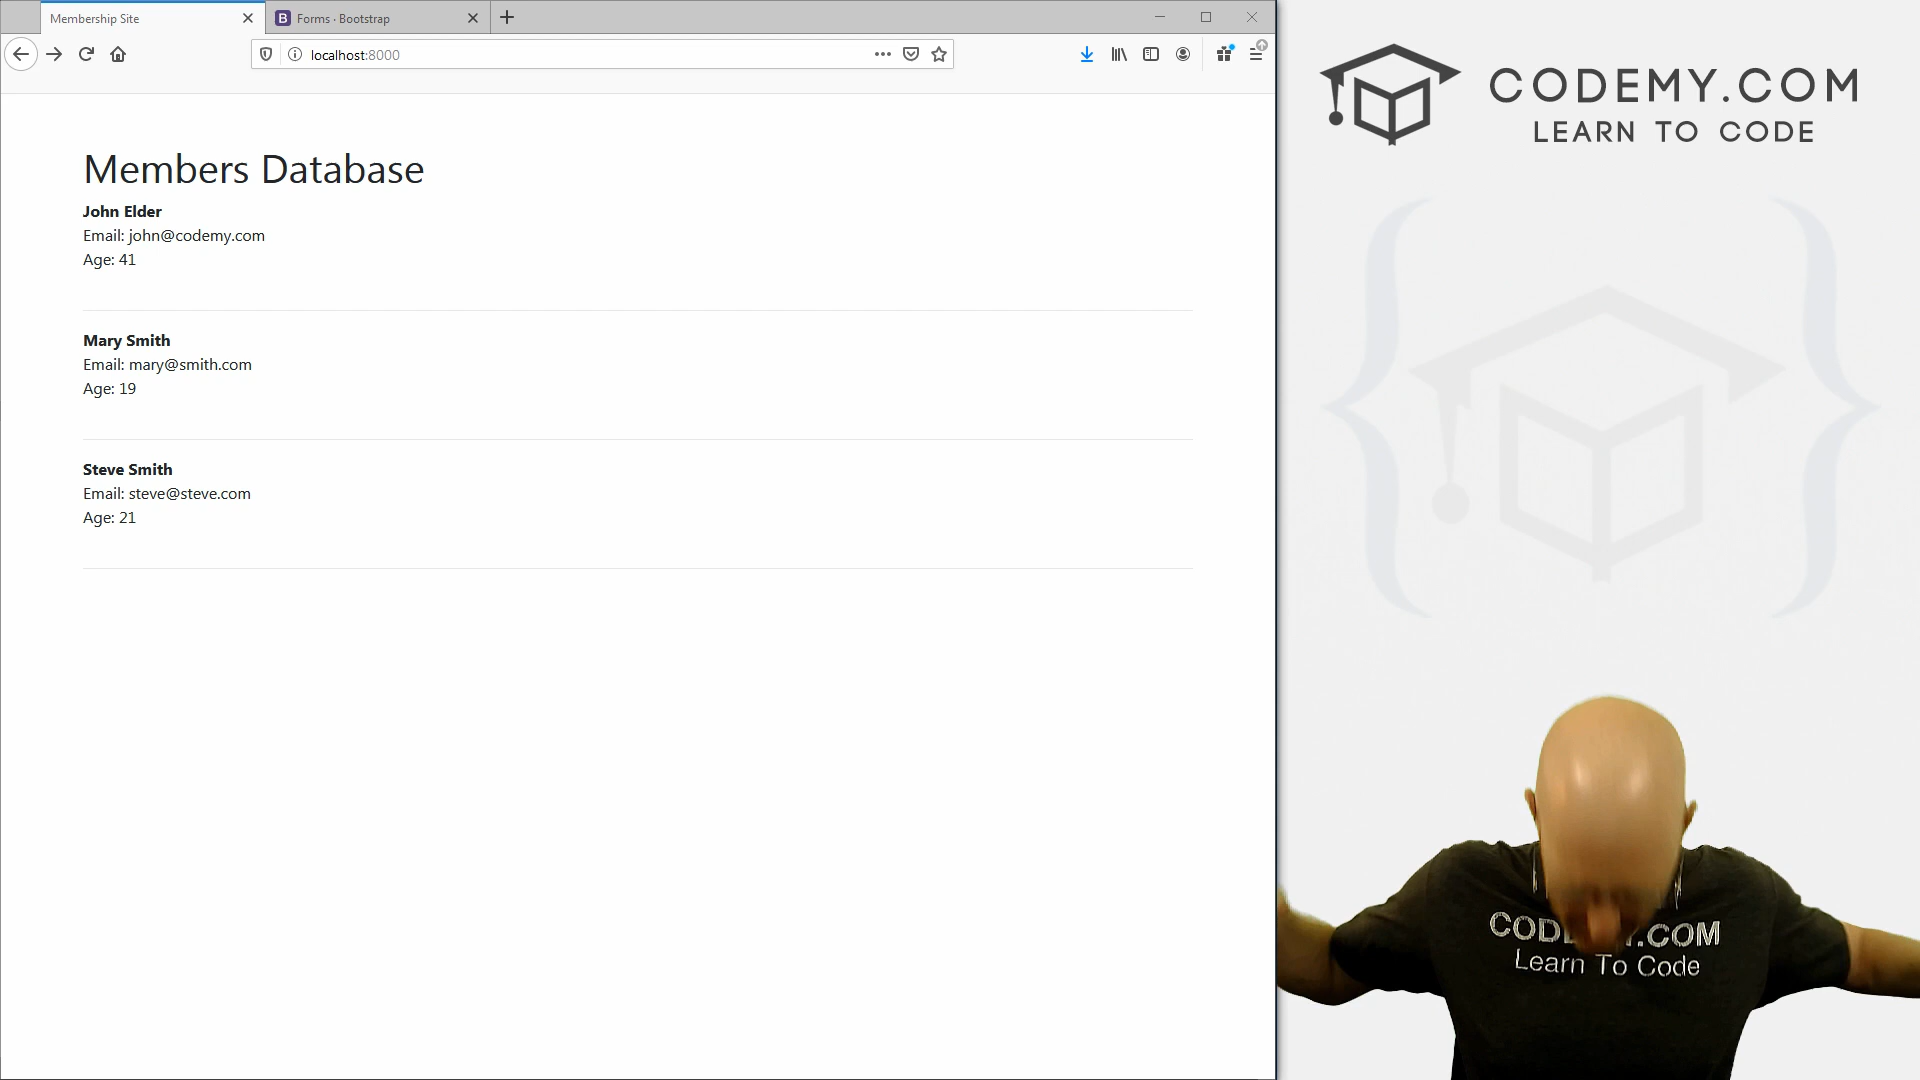 Membership Site
Forms · Bootstrap
localhost:8000
Members Database
John Elder
Email: john@codemy.com
Age: 41
Mary Smith
Email: mary@smith.com
Age: 19
Steve Smith
Email: steve@steve.com
Age: 21
CODEMY.COM
LEARN TO CODE
.COM
Learn To Code